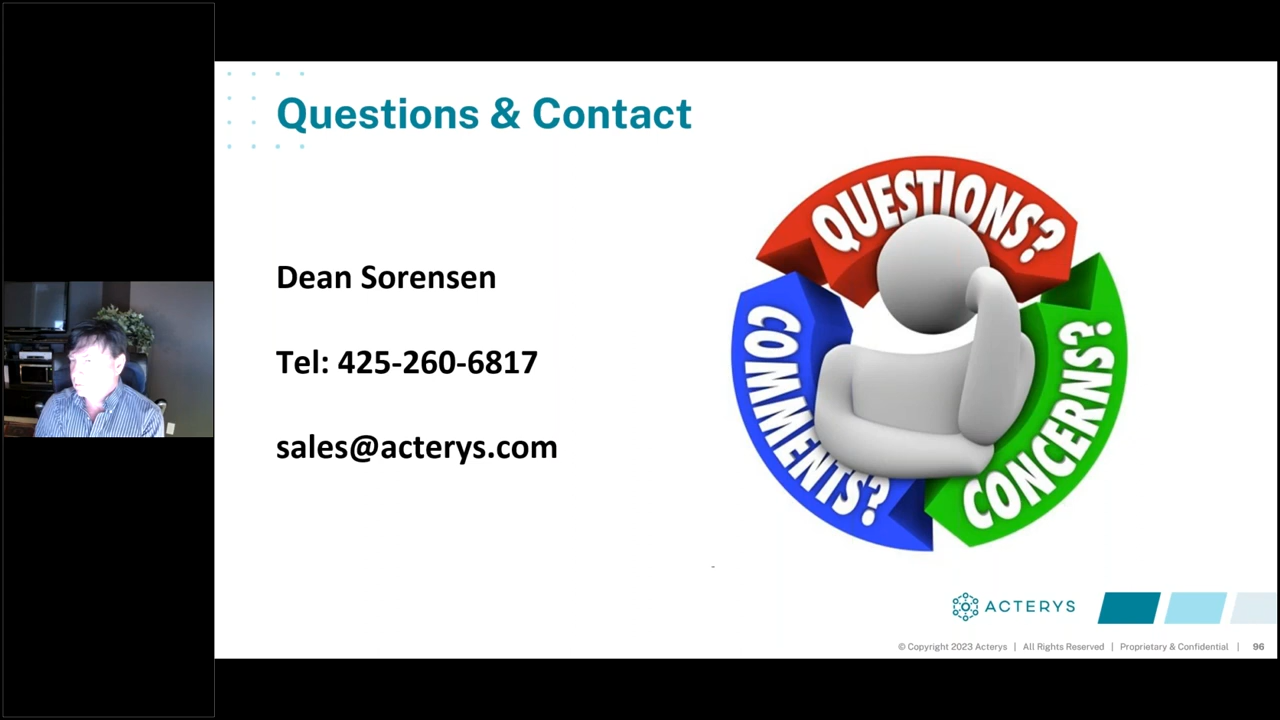 Questions & Contact
QUESTIONS?
COMMENTS?
CONCERNS?
Dean Sorensen
Tel: 425-260-6817
sales@acterys.com
ACTERYS
© Copyright 2023 Acterys | All Rights Reserved | Proprietary & Confidential | 96